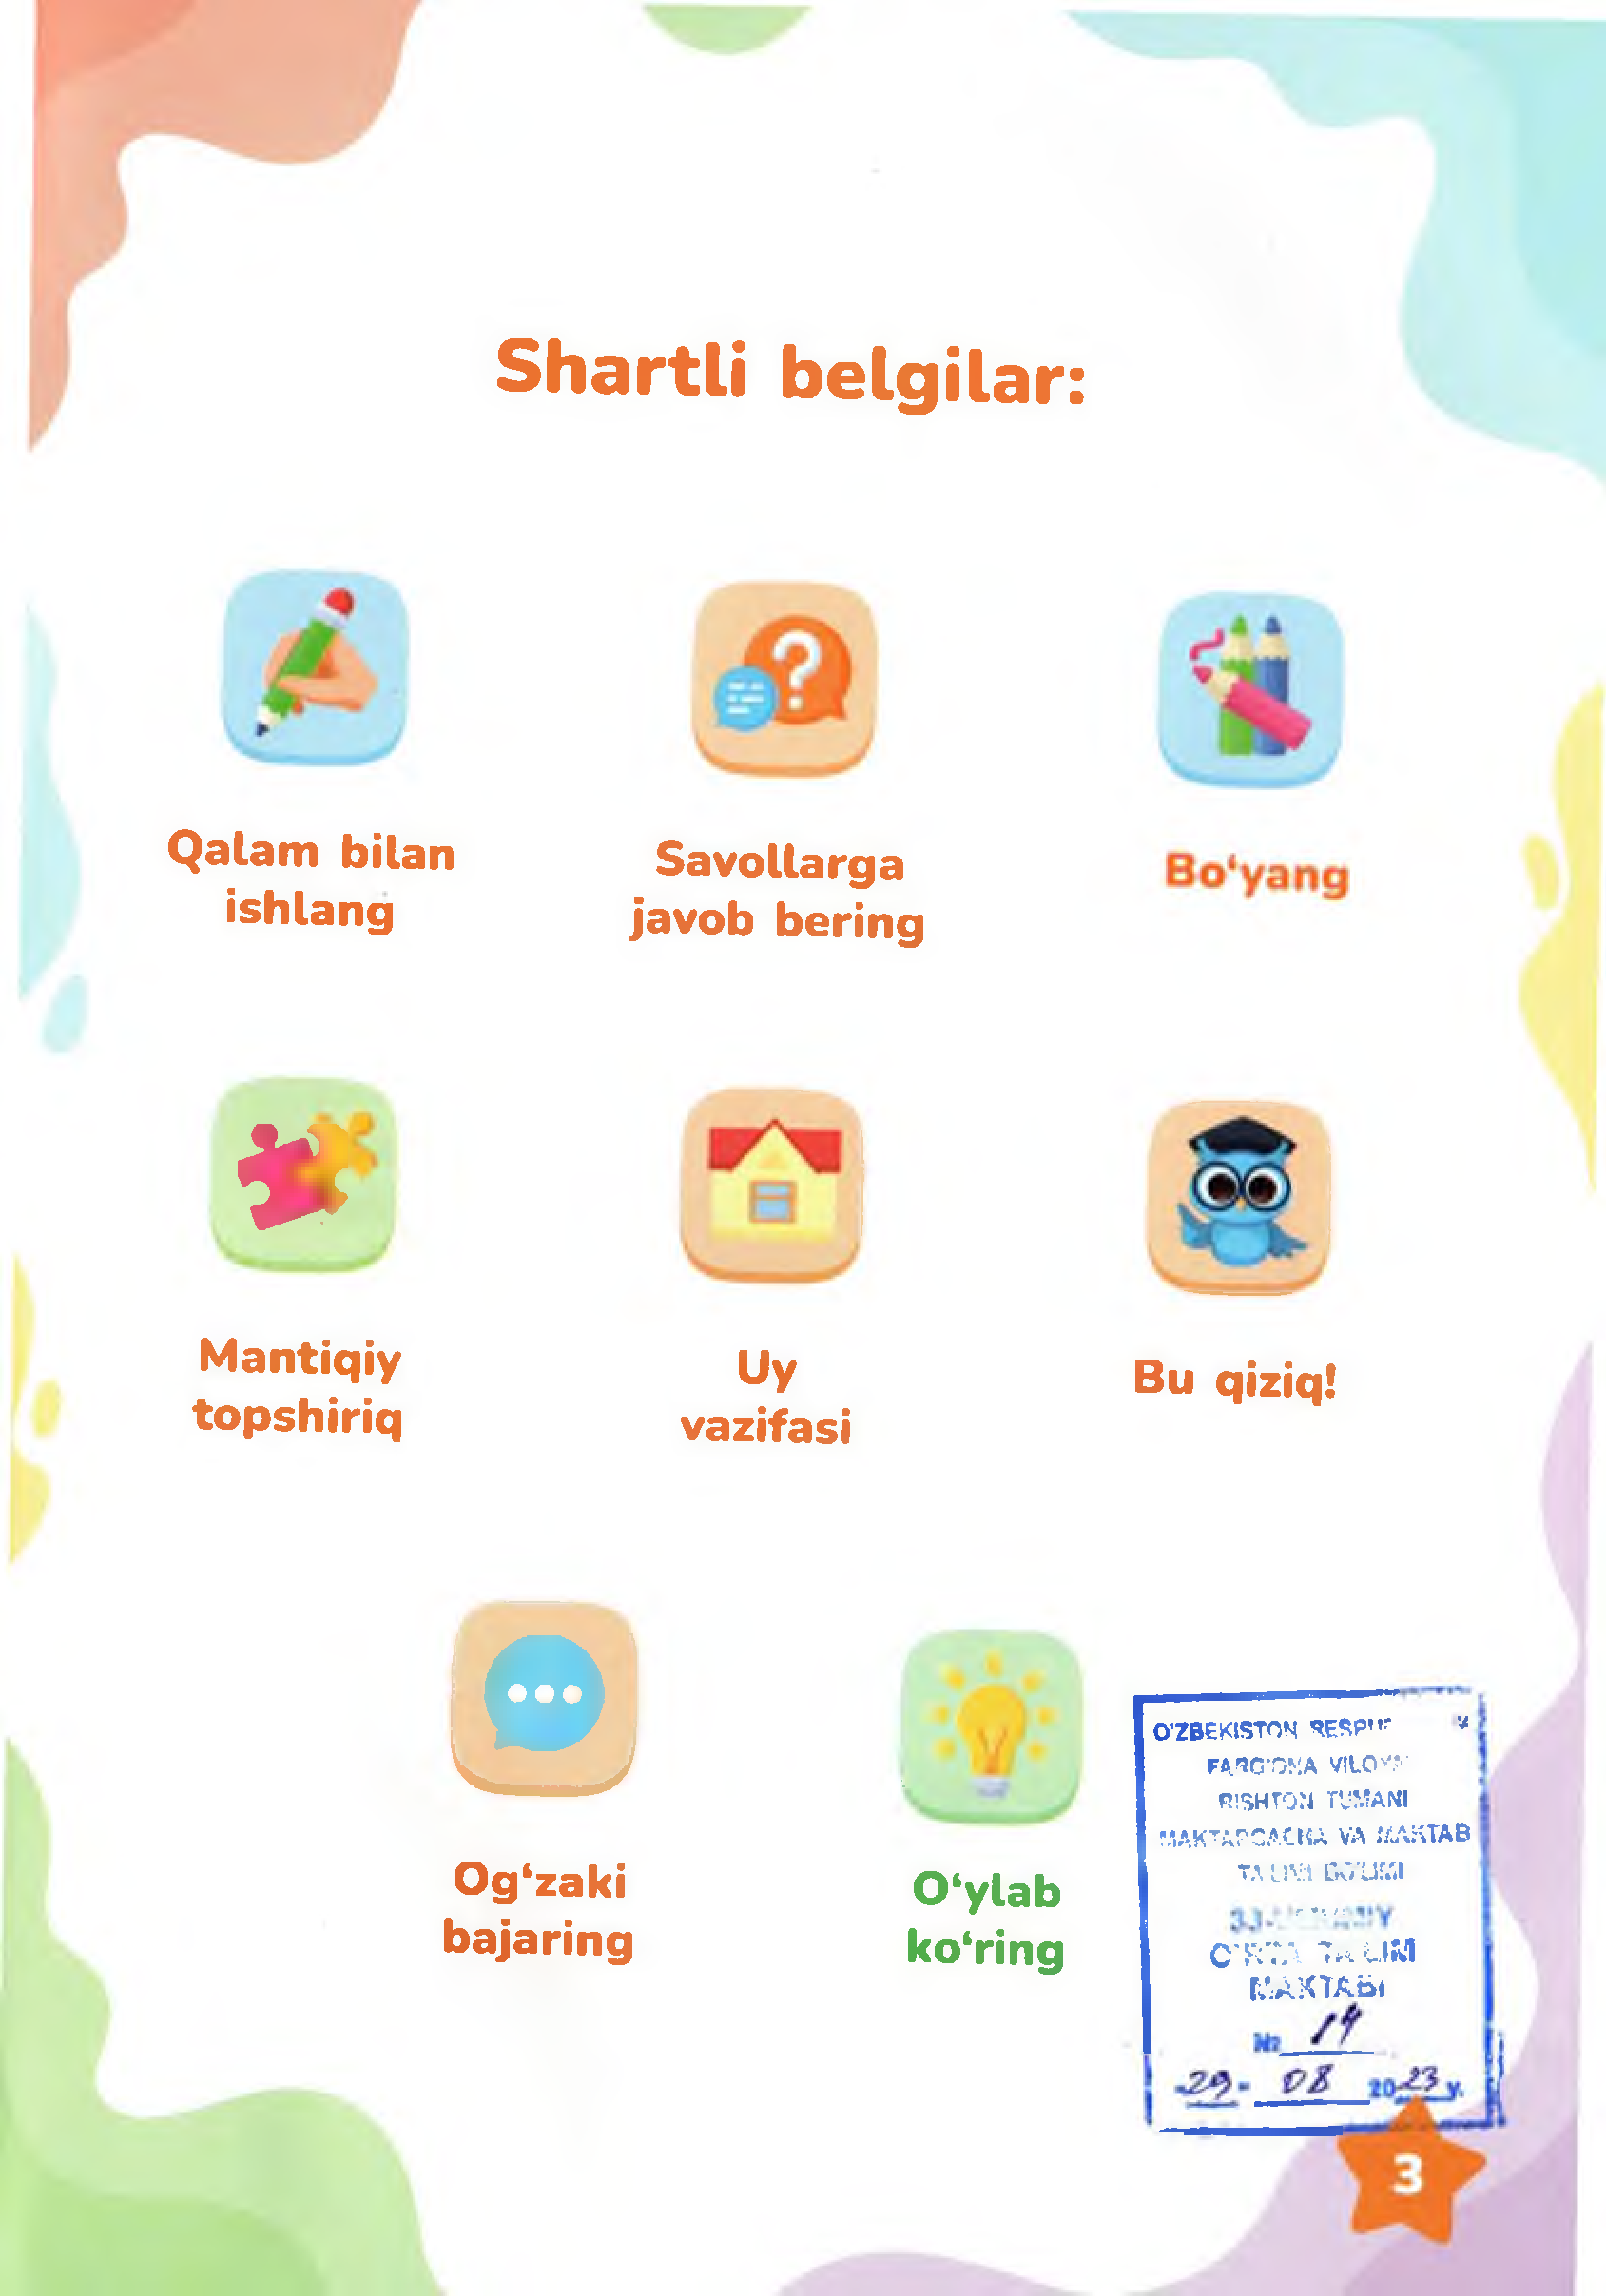 Shartli belgilar:
Qalam bilan
ishlang
Savollarga
javob bering
Bo‘yang
Mantiqiy
topshiriq
Uy
vazifasi
Bu qiziq!
Og‘zaki
bajaring
O‘ylab
ko‘ring
O'ZBEKISTON
FARG'ONA
RISHTON TUMANI
VA MAKTAB
MAKTABI
№ 14
29 - 08 2023 y.
3